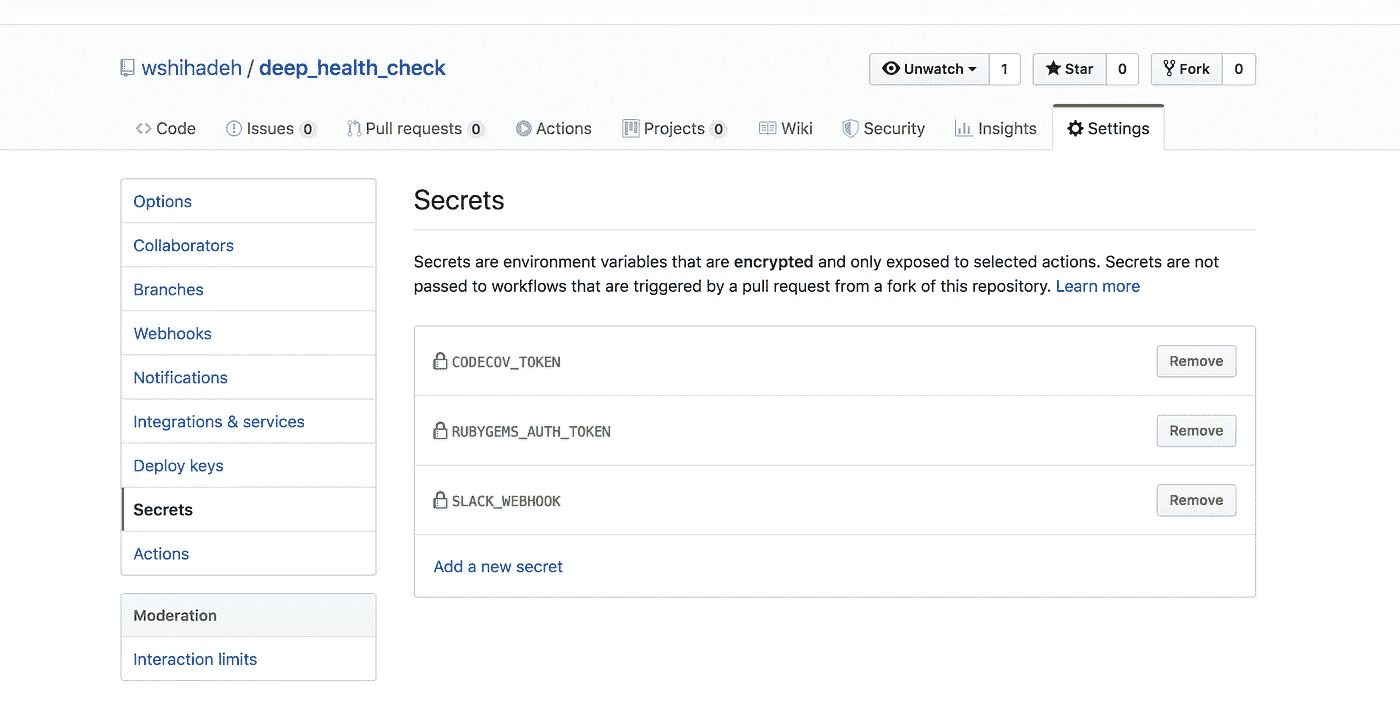 wshihadeh / deep_health_check
Unwatch 1 Star 0 Fork 0
Code Issues 0 Pull requests 0 Actions Projects 0 Wiki Security Insights Settings
Options
Collaborators
Branches
Webhooks
Notifications
Integrations & services
Deploy keys
Secrets
Actions
Moderation
Interaction limits
Secrets
Secrets are environment variables that are encrypted and only exposed to selected actions. Secrets are not
passed to workflows that are triggered by a pull request from a fork of this repository. Learn more
CODECOV_TOKEN Remove
RUBYGEMS_AUTH_TOKEN Remove
SLACK_WEBHOOK Remove
Add a new secret